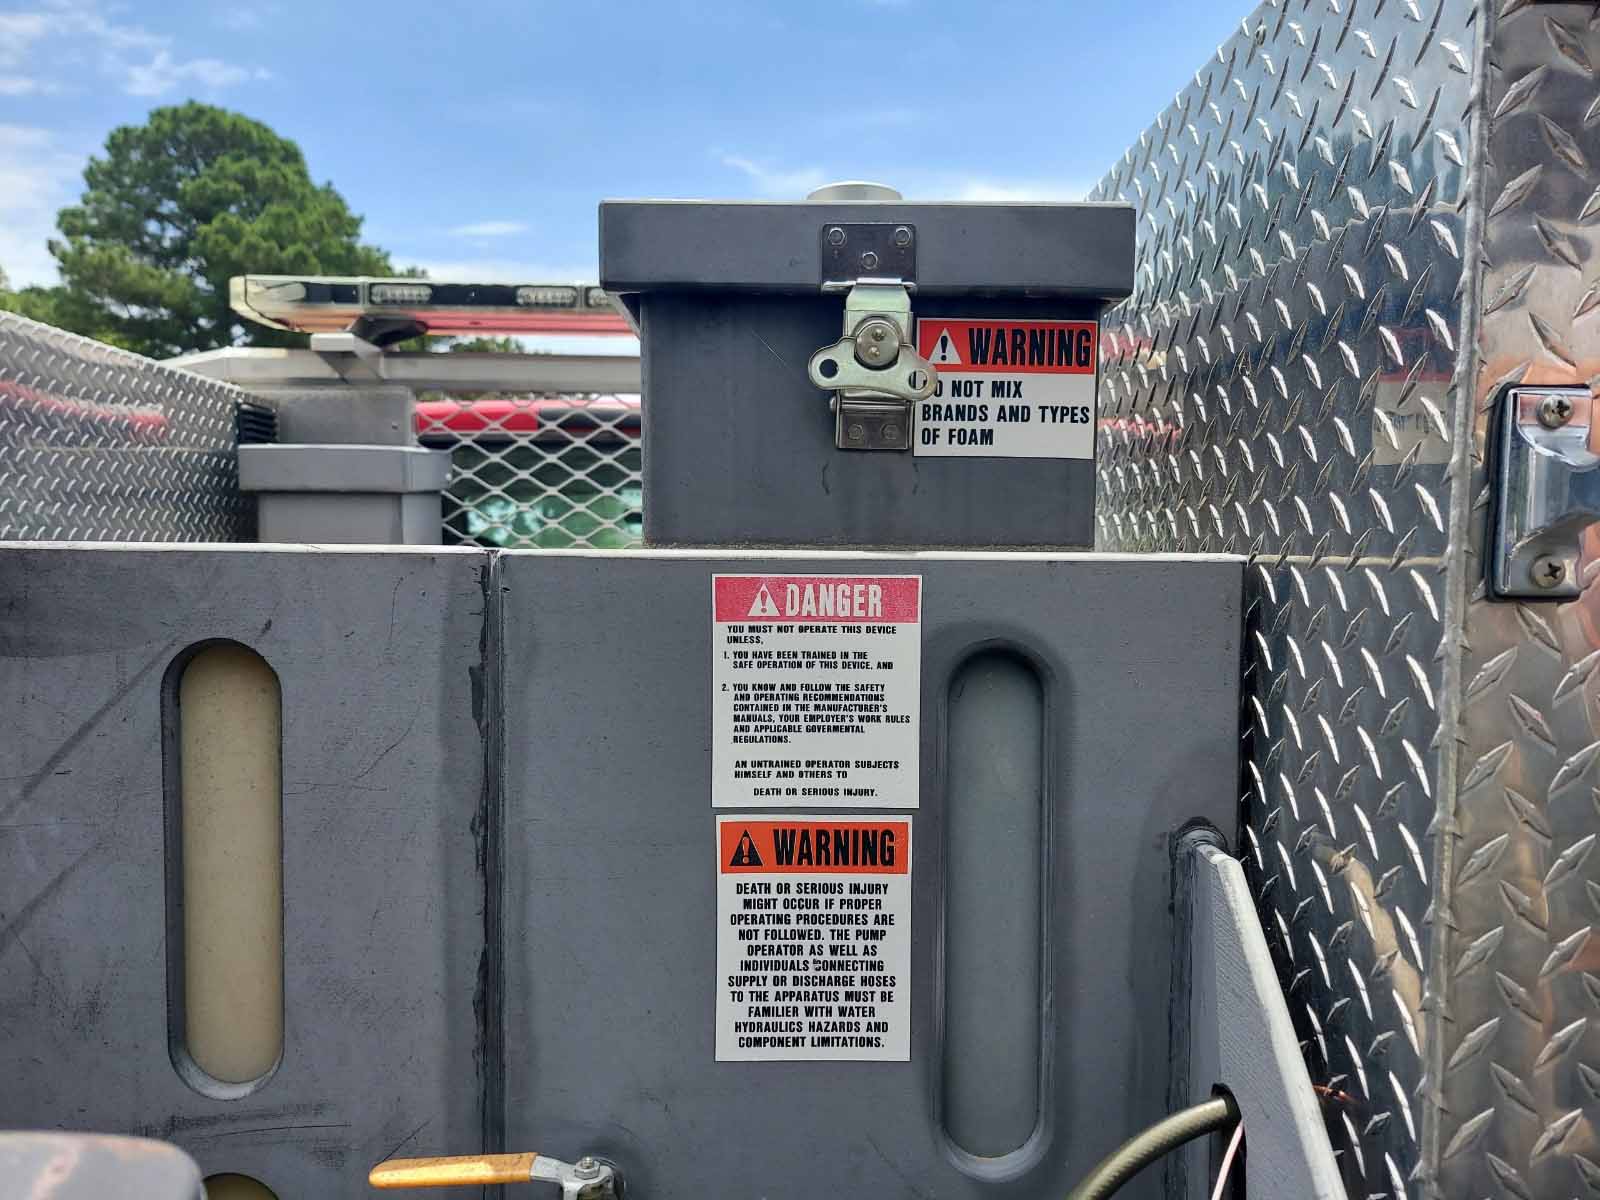 WARNING
DO NOT MIX
BRANDS AND TYPES
OF FOAM
DANGER
YOU MUST NOT OPERATE THIS DEVICE
UNLESS,
1. YOU HAVE BEEN TRAINED IN THE
SAFE OPERATION OF THIS DEVICE, AND
2. YOU KNOW AND FOLLOW THE SAFETY
AND OPERATING RECOMMENDATIONS
CONTAINED IN THE MANUFACTURER'S
MANUALS, YOUR EMPLOYER'S WORK RULES
AND APPLICABLE GOVERMENTAL
REGULATIONS.
AN UNTRAINED OPERATOR SUBJECTS
HIMSELF AND OTHERS TO
DEATH OR SERIOUS INJURY.
WARNING
DEATH OR SERIOUS INJURY
MIGHT OCCUR IF PROPER
OPERATING PROCEDURES ARE
NOT FOLLOWED. THE PUMP
OPERATOR AS WELL AS
INDIVIDUALS CONNECTING
SUPPLY OR DISCHARGE HOSES
TO THE APPARATUS MUST BE
FAMILIER WITH WATER
HYDRAULICS HAZARDS AND
COMPONENT LIMITATIONS.